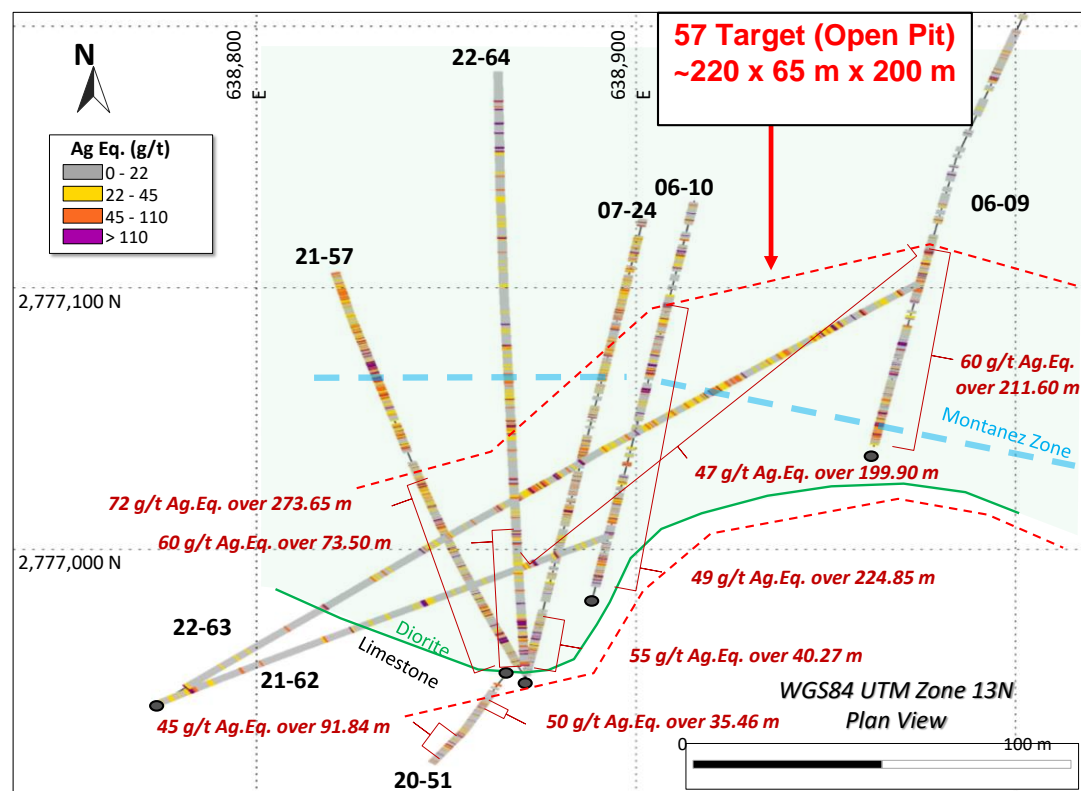 57 Target (Open Pit)
~220 x 65 m x 200 m
N
638,800
E
638,900
E
22-64
Ag Eq. (g/t)
0 - 22
22 - 45
45 - 110
> 110
06-10
07-24
06-09
21-57
2,777,100 N
60 g/t Ag.Eq.
over 211.60 m
Montanez Zone
47 g/t Ag.Eq over 199.90 m
72 g/t Ag.Eq over 273.65 m
60 g/t Ag.Eq over 73.50 m
2,777,000 N
49 g/t Ag.Eq over 224.85 m
22-63
Diorite
Limestone
21-62
55 g/t Ag.Eq. over 40.27 m
WGS84 UTM Zone 13N
Plan View
45 g/t Ag.Eq over 91.84 m
50 g/t Ag.Eq over 35.46 m
20-51
0
100 m